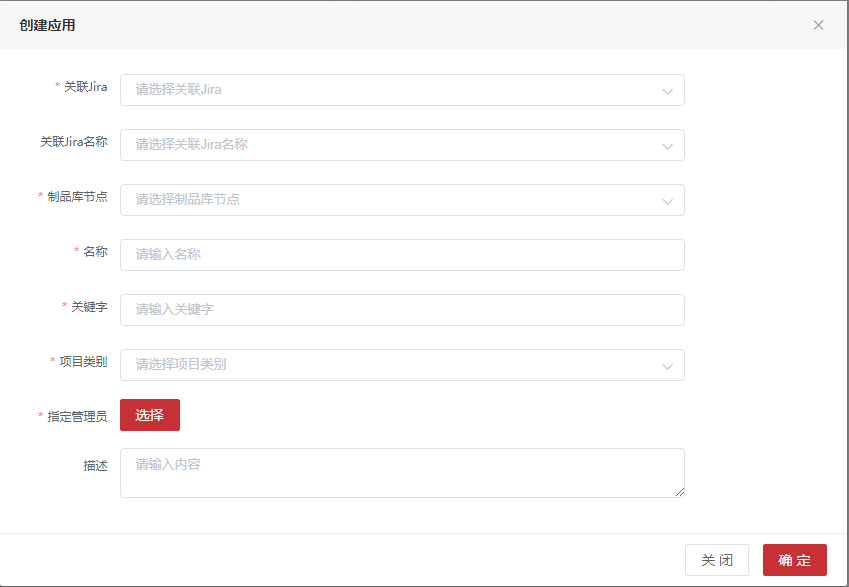 创建应用
* 关联Jira 请选择关联Jira
关联Jira名称 请选择关联Jira名称
* 制品库节点 请选择制品库节点
* 名称 请输入名称
* 关键字 请输入关键字
* 项目类别 请选择项目类别
* 指定管理员 选择
描述 请输入内容
关 闭 确 定